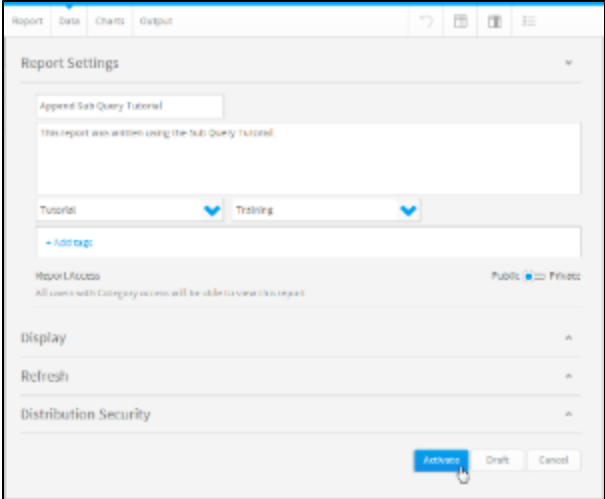 Report Data Charts Output
Report Settings
Append Sub Query Tutorial
This report was written using the Sub Query Tutorial.
Tutorial Training
+ Add tags
Report Access Public Private
All users with Category access will be able to view this report
Display
Refresh
Distribution Security
Activate Draft Cancel